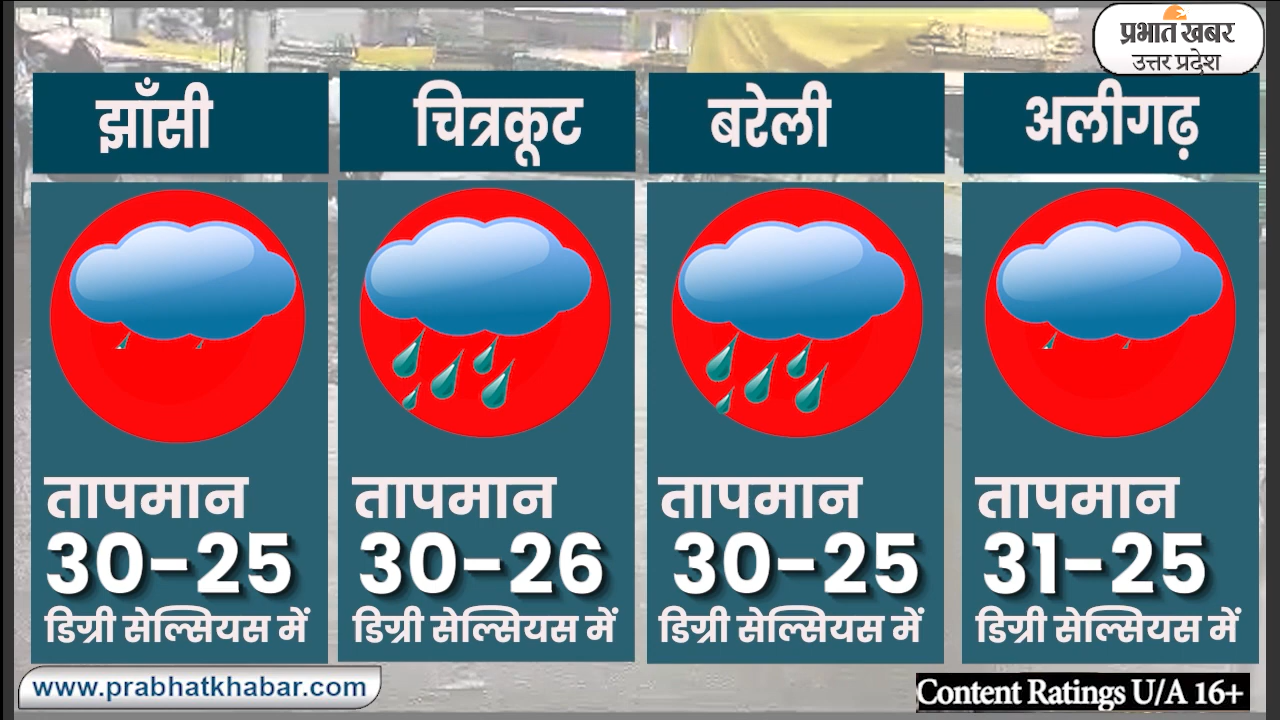 प्रभात खबर
उत्तर प्रदेश
झाँसी
तापमान
30-25
डिग्री सेल्सियस में
चित्रकूट
तापमान
30-26
डिग्री सेल्सियस में
बरेली
तापमान
30-25
डिग्री सेल्सियस में
अलीगढ़
तापमान
31-25
डिग्री सेल्सियस में
www.prabhatkhabar.com
Content Ratings U/A 16+